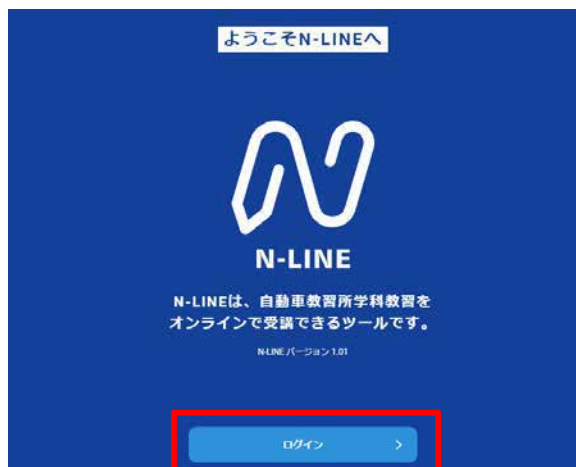 ようこそN-LINEへ
N-LINE
N-LINEは、自動車教習所学科教習を
オンラインで受講できるツールです。
N-LINE バージョン 1.01
ログイン